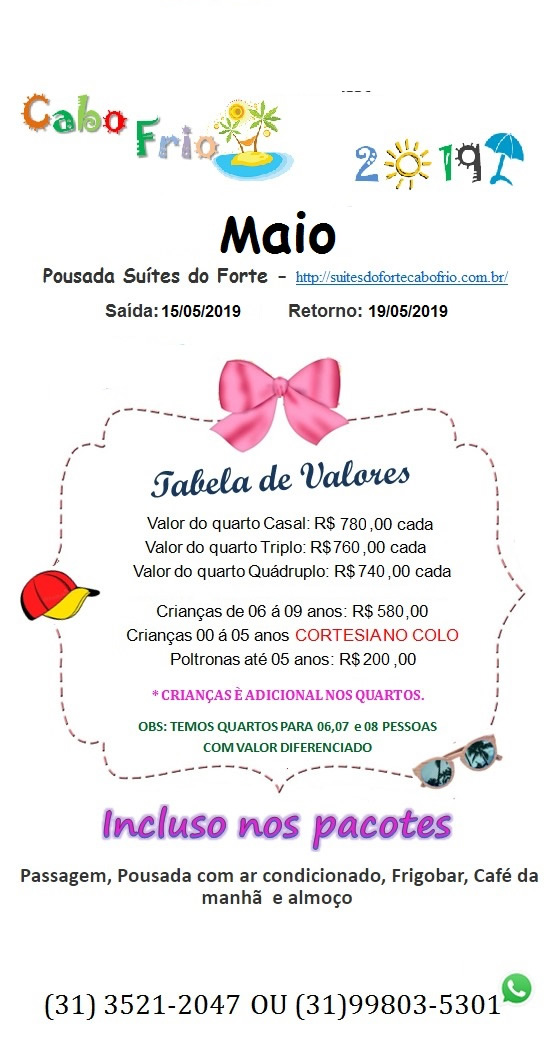 Cabo Frio
2019
Maio
Pousada Suítes do Forte - http://suitesdofortecabofrio.com.br/
Saída: 15/05/2019 Retorno: 19/05/2019
Tabela de Valores
Valor do quarto Casal: R$ 780,00 cada
Valor do quarto Triplo: R$ 760,00 cada
Valor do quarto Quádruplo: R$ 740,00 cada
Crianças de 06 á 09 anos: R$ 580,00
Crianças 00 á 05 anos CORTESIA NO COLO
Poltronas até 05 anos: R$ 200,00
* CRIANÇAS È ADICIONAL NOS QUARTOS.
OBS: TEMOS QUARTOS PARA 06,07 e 08 PESSOAS
COM VALOR DIFERENCIADO
Incluso nos pacotes
Passagem, Pousada com ar condicionado, Frigobar, Café da
manhã e almoço
(31) 3521-2047 OU (31)99803-5301